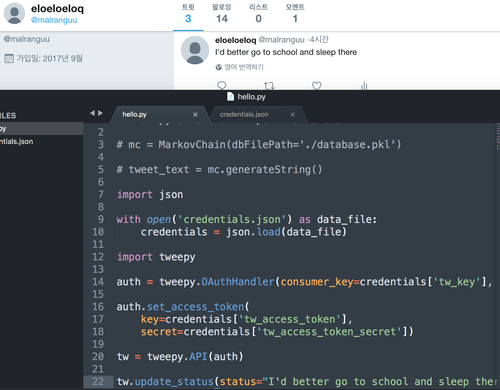 eloeloeloq
@malranguu
트윗
3
팔로잉
14
리스트
0
모멘트
1
@malranguu
가입일: 2017년 9월
eloeloeloq @malranguu ·4시간
I'd better go to school and sleep there
영어 번역하기
hello.py
FILES
py
entials.json
hello.py ×
credentials.json ×
2
3 # mc = MarkovChain(dbFilePath='./database.pkl')
4
5 # tweet_text = mc.generateString()
6
7 import json
8
9 with open('credentials.json') as data_file:
10 credentials = json.load(data_file)
11
12 import tweepy
13
14 auth = tweepy.OAuthHandler(consumer_key=credentials['tw_key'],
15
16 auth.set_access_token(
17 key=credentials['tw_access_token'],
18 secret=credentials['tw_access_token_secret'])
19
20 tw = tweepy.API(auth)
21
22 tw.update_status(status="I'd better go to school and sleep the